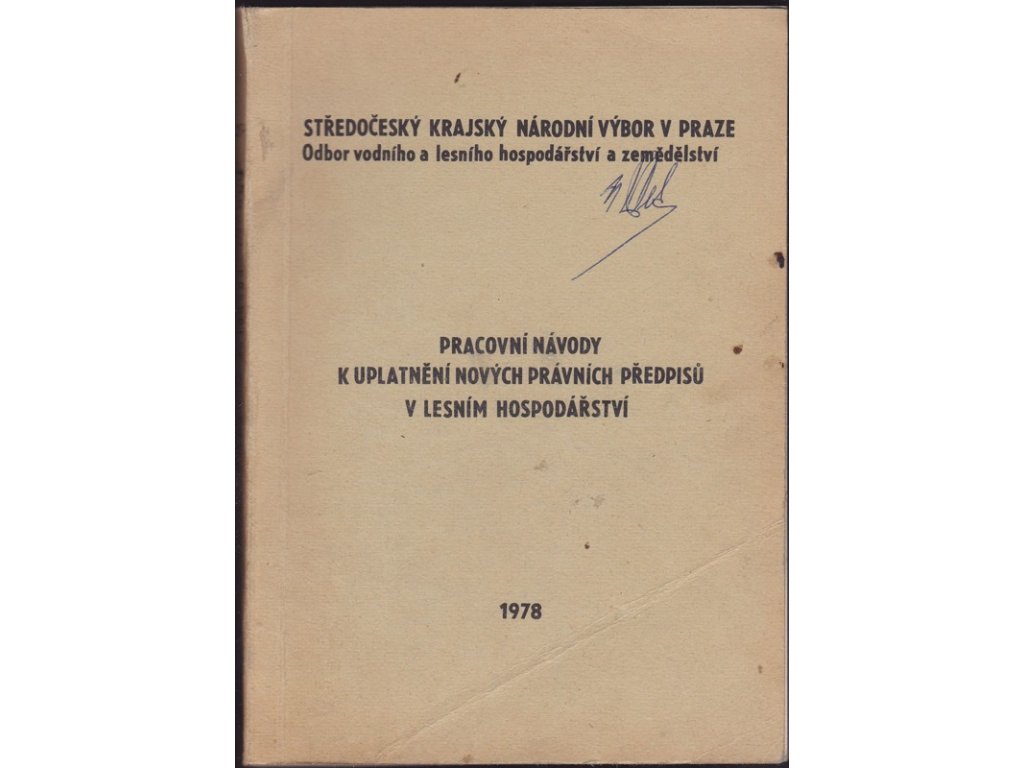 STŘEDOČESKÝ KRAJSKÝ NÁRODNÍ VÝBOR V PRAZE
Odbor vodního a lesního hospodářství a zemědělství
PRACOVNÍ NÁVODY
K UPLATNĚNÍ NOVÝCH PRÁVNÍCH PŘEDPISŮ
V LESNÍM HOSPODÁŘSTVÍ
1978